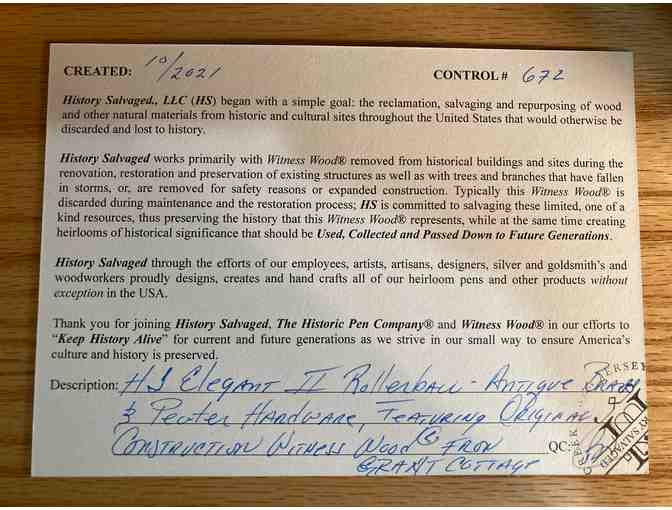 CREATED: 10/2021 CONTROL # 672
History Salvaged., LLC (HS) began with a simple goal: the reclamation, salvaging and repurposing of wood
and other natural materials from historic and cultural sites throughout the United States that would otherwise be
discarded and lost to history.
History Salvaged works primarily with Witness Wood® removed from historical buildings and sites during the
renovation, restoration and preservation of existing structures as well as with trees and branches that have fallen
in storms, or, are removed for safety reasons or expanded construction. Typically this Witness Wood® is
discarded during maintenance and the restoration process; HS is committed to salvaging these limited, one of a
kind resources, thus preserving the history that this Witness Wood® represents, while at the same time creating
heirlooms of historical significance that should be Used, Collected and Passed Down to Future Generations.
History Salvaged through the efforts of our employees, artists, artisans, designers, silver and goldsmith's and
woodworkers proudly designs, creates and hand crafts all of our heirloom pens and other products without
exception in the USA.
Thank you for joining History Salvaged, The Historic Pen Company® and Witness Wood® in our efforts to
"Keep History Alive" for current and future generations as we strive in our small way to ensure America's
culture and history is preserved.
Description: HS Elegant II Rollerball - Antique Brass
& Pewter Hardware, Featuring Original
Construction Witness Wood® From QC:
Grant Cottage